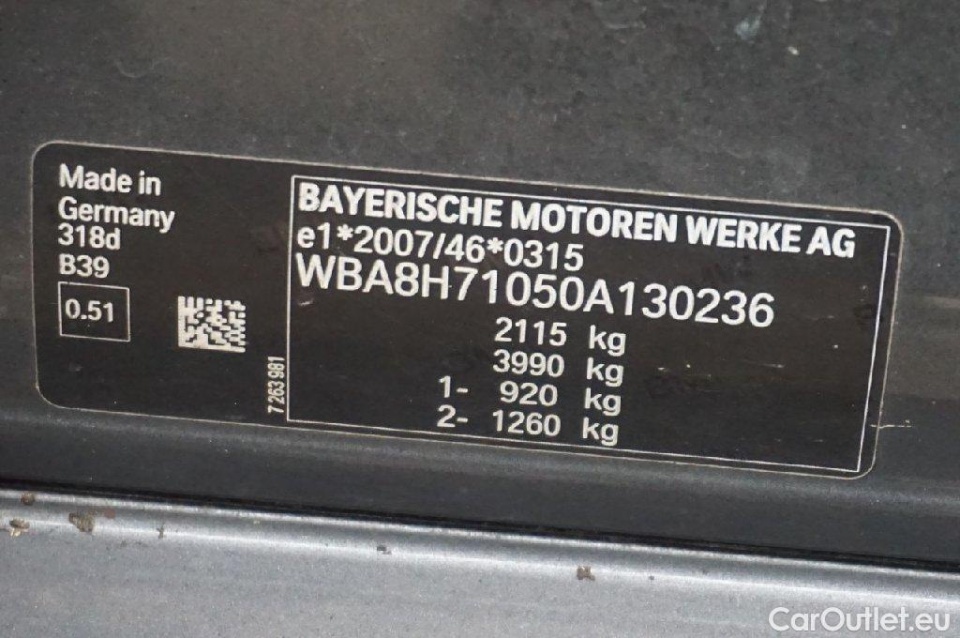 Made in
Germany
318d
B39
0.51
7 263 981
BAYERISCHE MOTOREN WERKE AG
e1*2007/46*0315
WBA8H71050A130236
2115 kg
3990 kg
1- 920 kg
2- 1260 kg
CarOutlet.eu